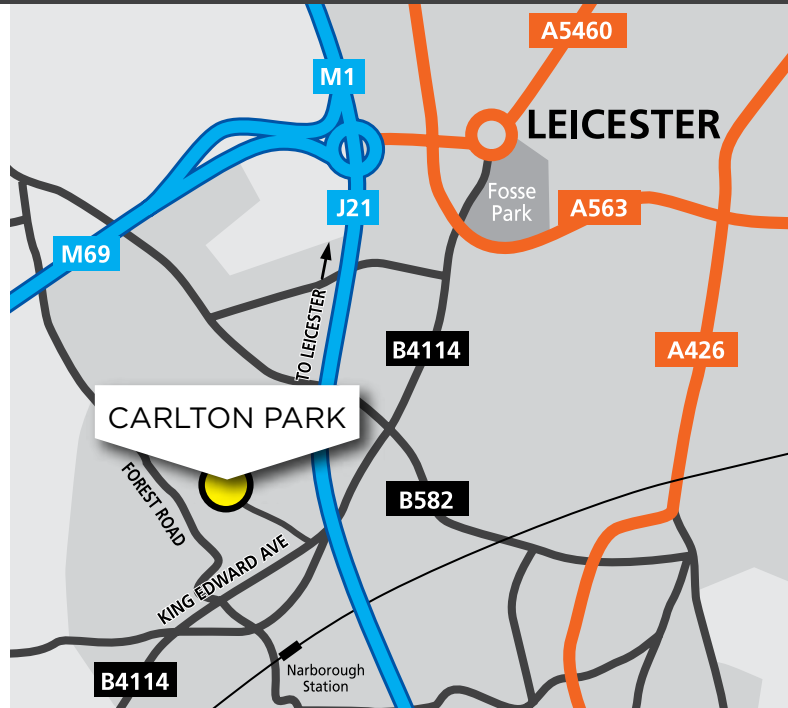 A5460
M1
LEICESTER
Fosse
Park
J21
A563
M69
TO LEICESTER
B4114
A426
CARLTON PARK
FOREST ROAD
B582
KING EDWARD AVE
Narborough
Station
B4114